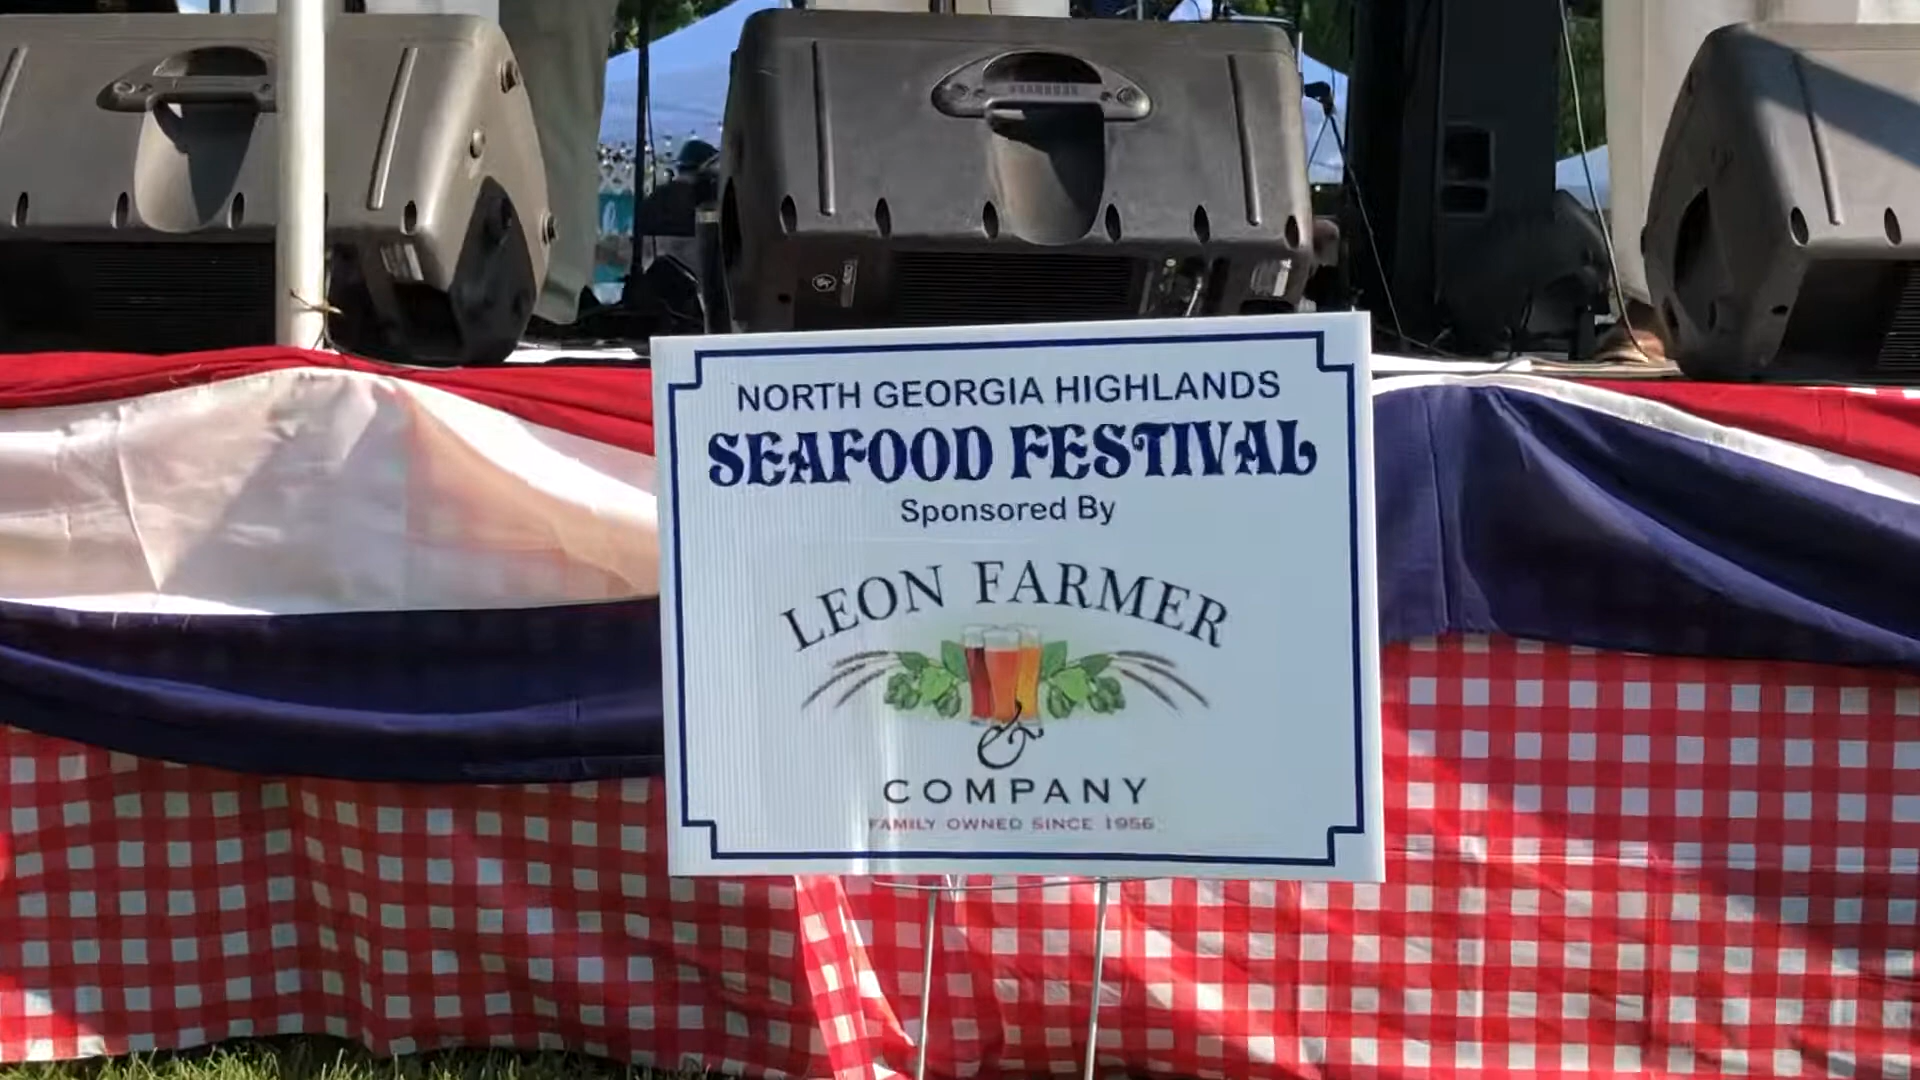 NORTH GEORGIA HIGHLANDS
SEAFOOD FESTIVAL
Sponsored By
LEON FARMER
&
COMPANY
FAMILY OWNED SINCE 1956